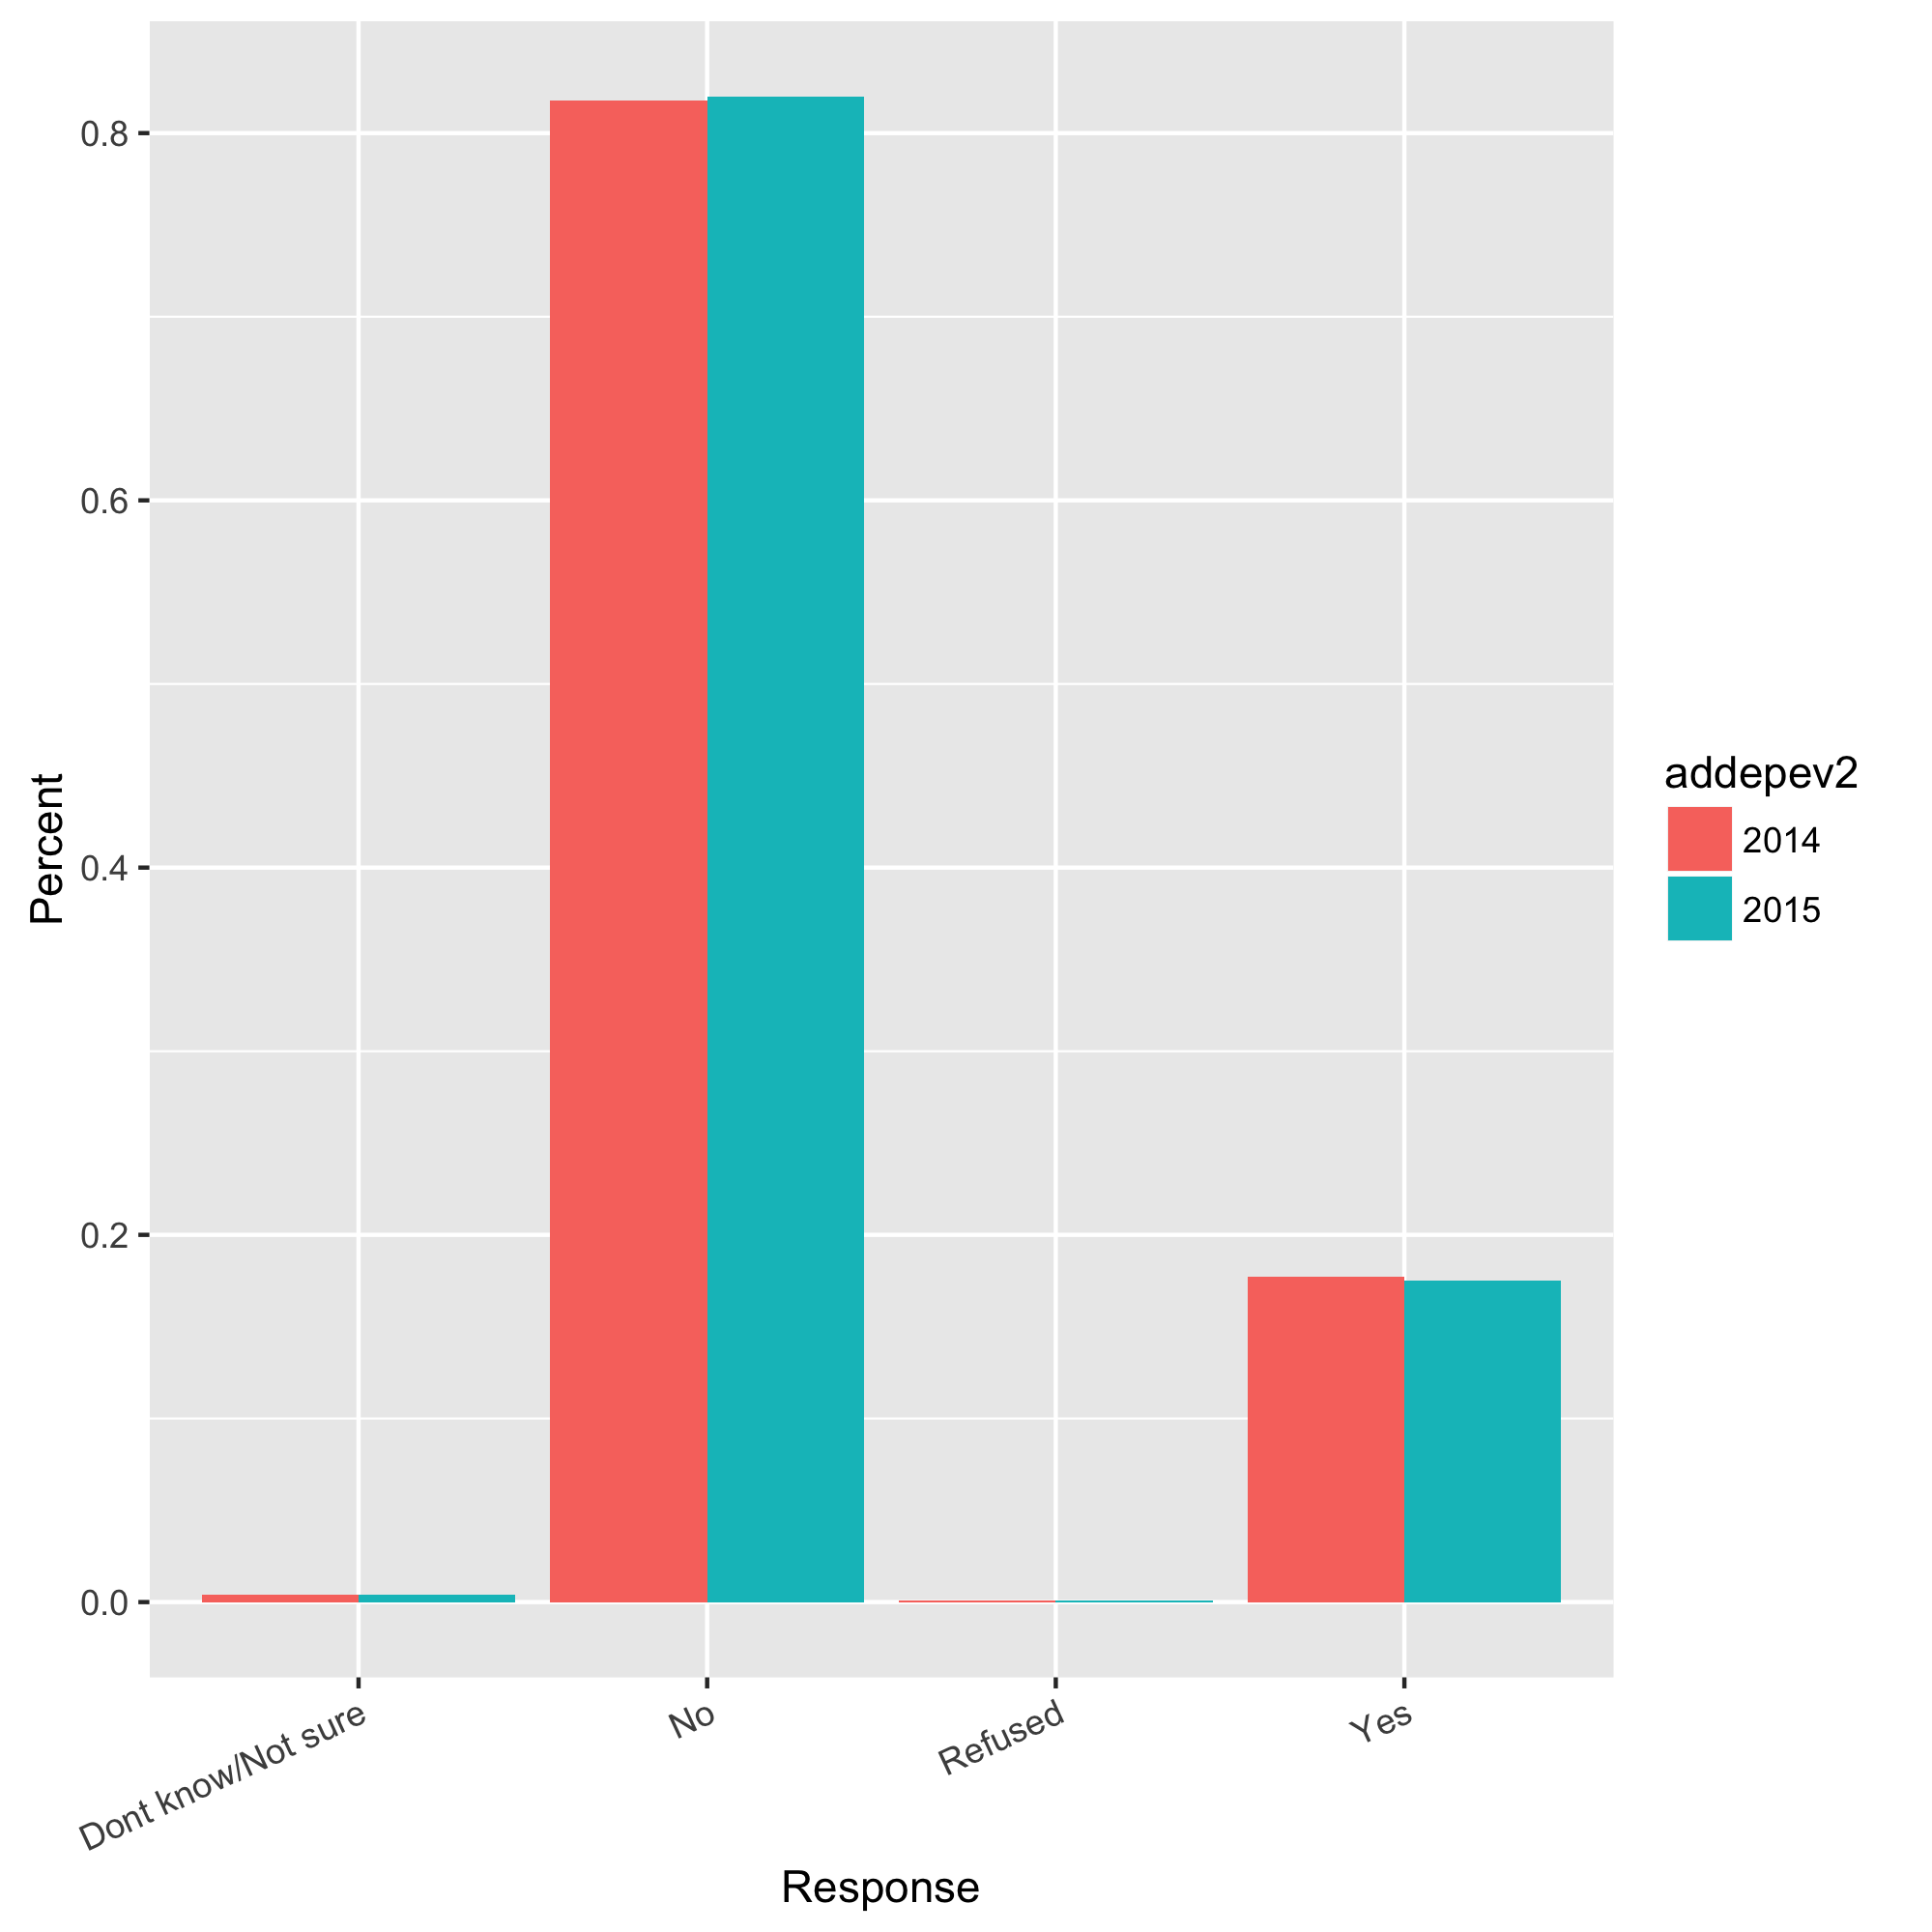 0.8
0.6
0.4
0.2
0.0
Percent
Dont know/Not sure
No
Refused
Yes
Response
addepev2
2014
2015